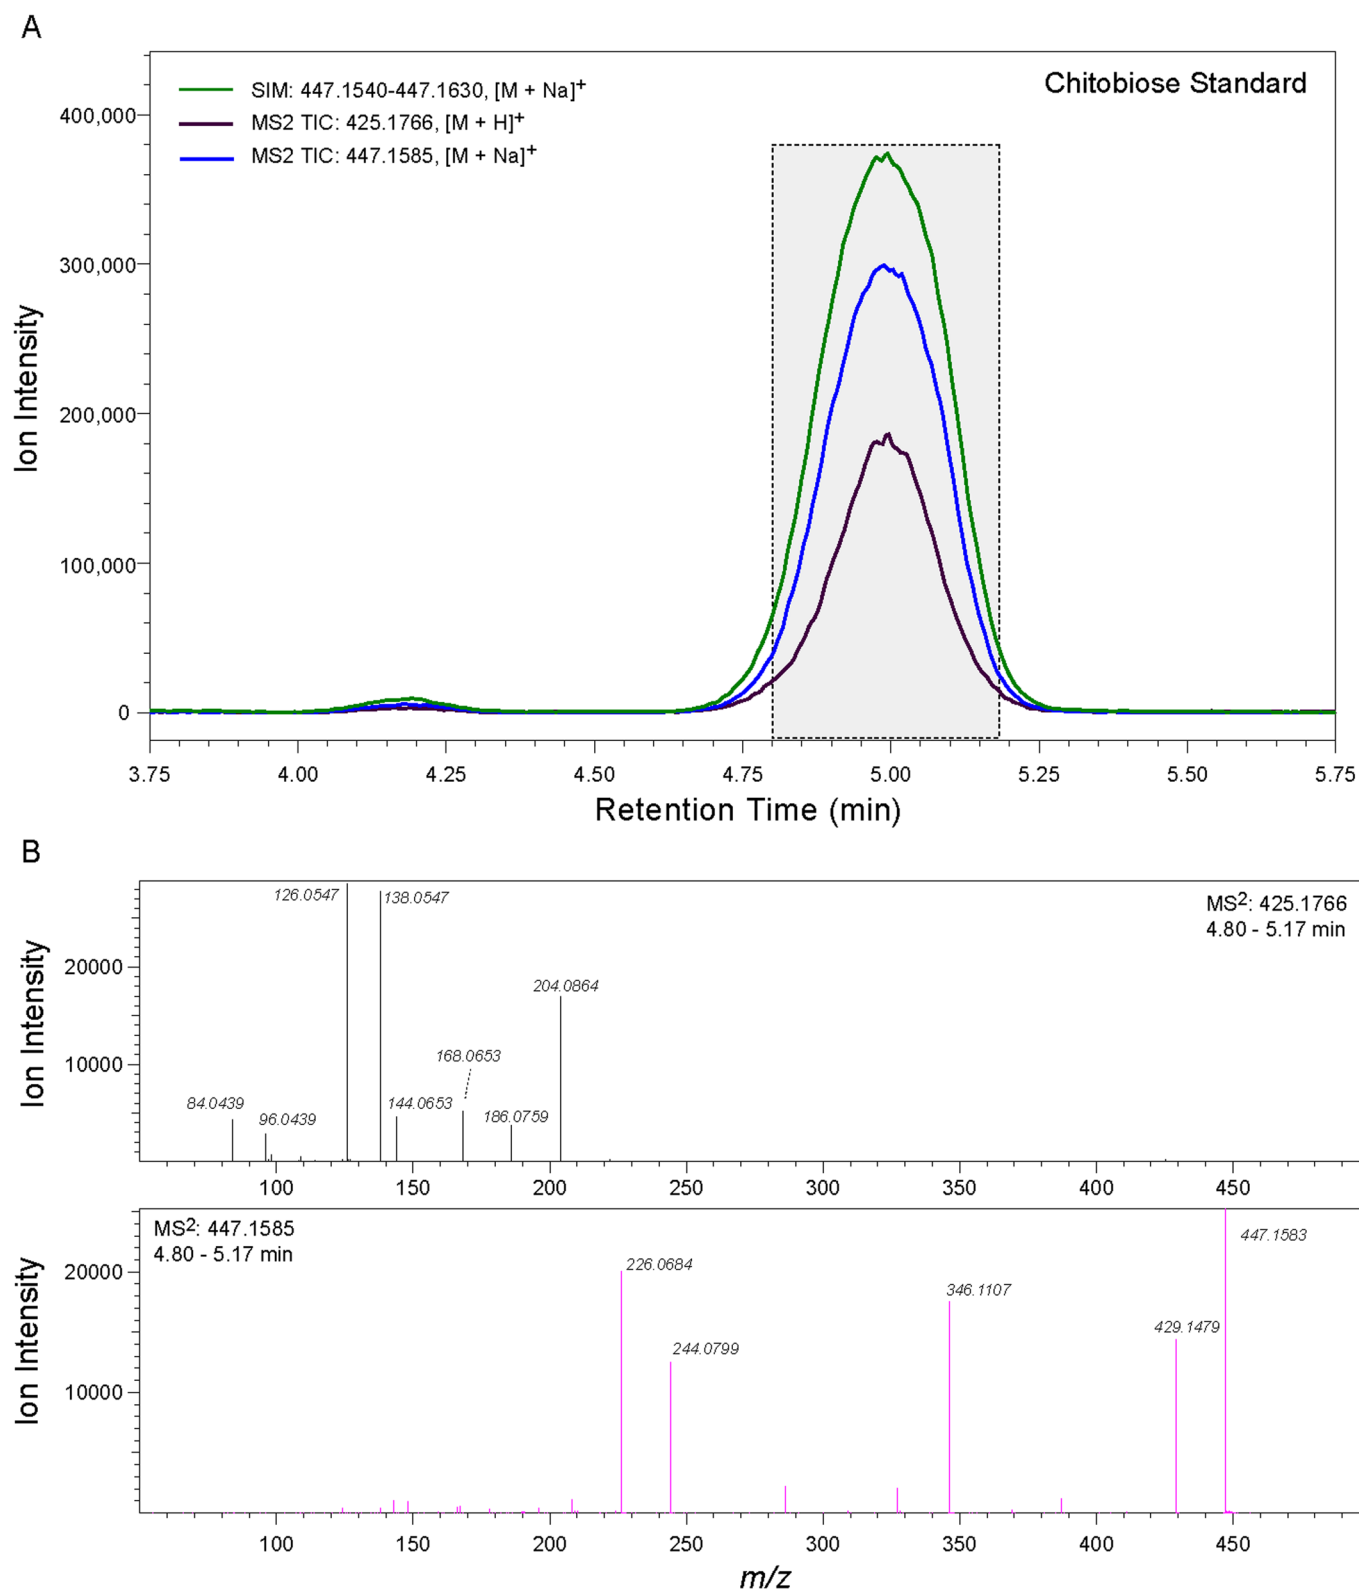 A
SIM: 447.1540-447.1630, [M + Na]+
MS2 TIC: 425.1766, [M + H]+
MS2 TIC: 447.1585, [M + Na]+
Chitobiose Standard
400,000
300,000
200,000
100,000
0
Ion Intensity
3.75 4.00 4.25 4.50 4.75 5.00 5.25 5.50 5.75
Retention Time (min)
B
126.0547 138.0547
MS2: 425.1766
4.80 - 5.17 min
20000
204.0864
168.0653
10000
84.0439 96.0439 144.0653 186.0759
Ion Intensity
100 150 200 250 300 350 400 450
MS2: 447.1585
4.80 - 5.17 min
447.1583
20000
226.0684
346.1107
429.1479
244.0799
10000
Ion Intensity
100 150 200 250 300 350 400 450
m/z